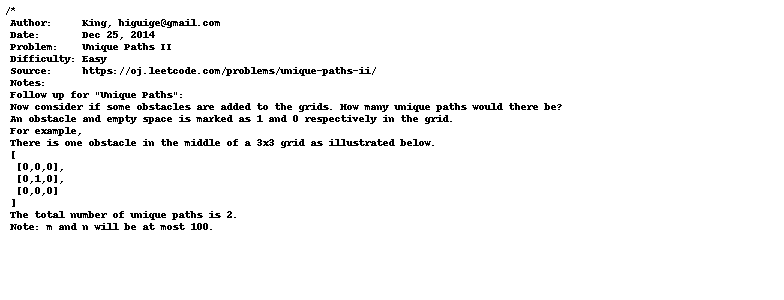 /*
Author:     King, higuige@gmail.com
Date:       Dec 25, 2014
Problem:    Unique Paths II
Difficulty: Easy
Source:     https://oj.leetcode.com/problems/unique-paths-ii/
Notes:
Follow up for "Unique Paths":
Now consider if some obstacles are added to the grids. How many unique paths would there be?
An obstacle and empty space is marked as 1 and 0 respectively in the grid.
For example,
There is one obstacle in the middle of a 3x3 grid as illustrated below.
[
 [0,0,0],
 [0,1,0],
 [0,0,0]
]
The total number of unique paths is 2.
Note: m and n will be at most 100.